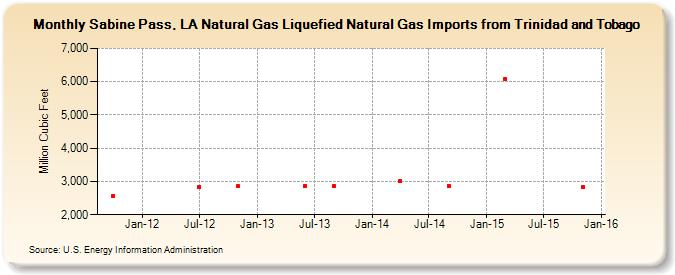 Monthly Sabine Pass, LA Natural Gas Liquefied Natural Gas Imports from Trinidad and Tobago
Million Cubic Feet
7,000
6,000
5,000
4,000
3,000
2,000
Jan-12 Jul-12 Jan-13 Jul-13 Jan-14 Jul-14 Jan-15 Jul-15 Jan-16
Source: U.S. Energy Information Administration